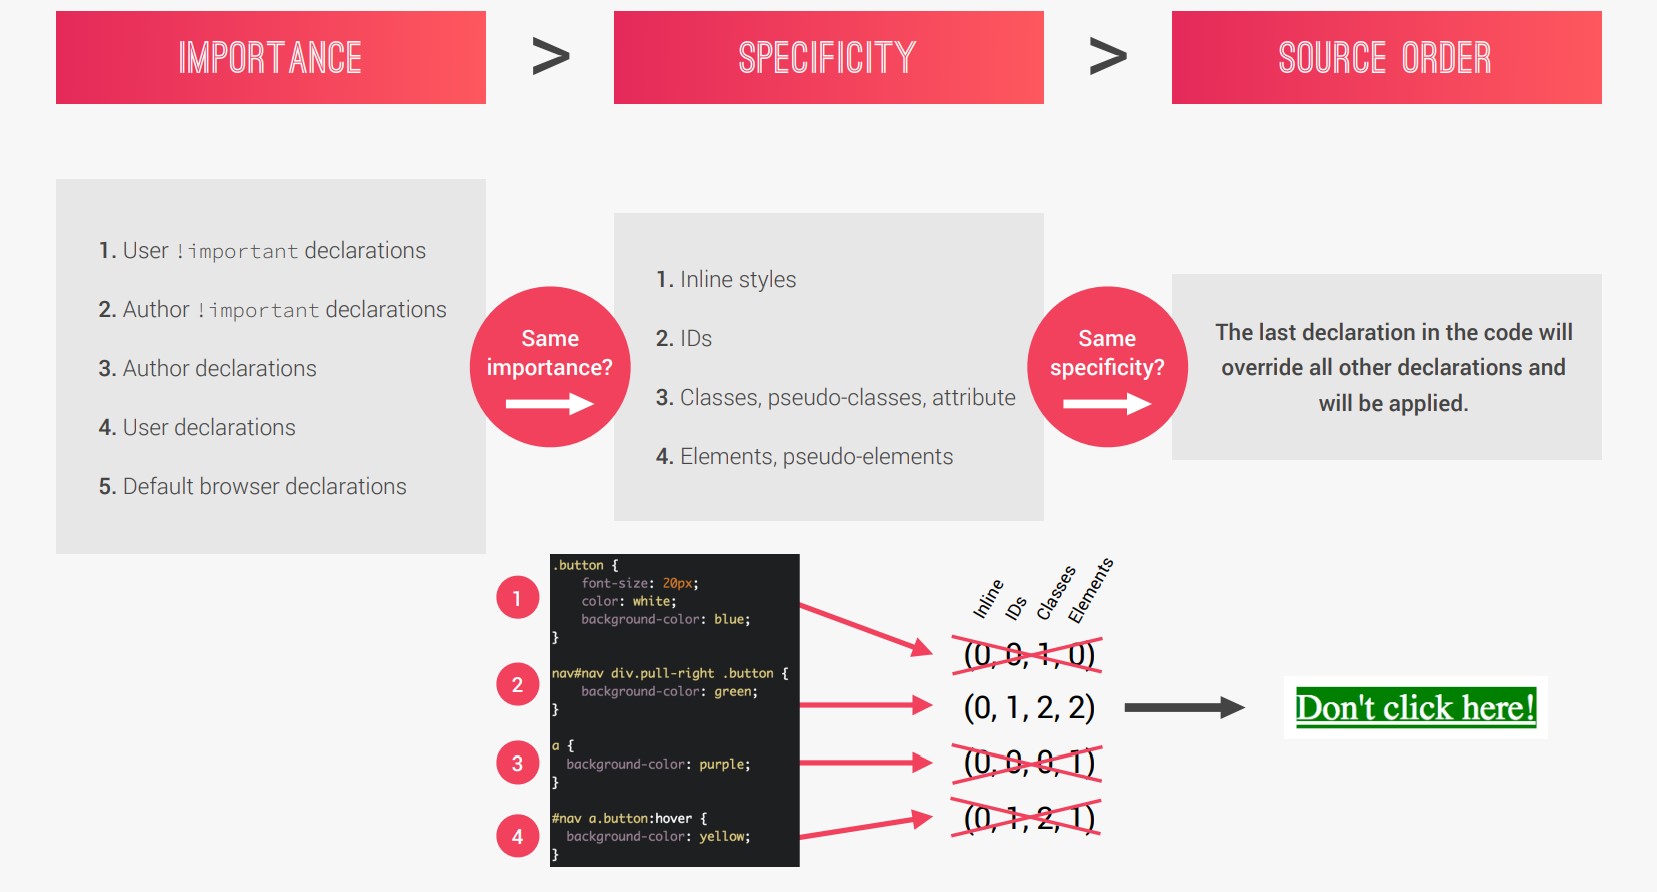 IMPORTANCE > SPECIFICITY > SOURCE ORDER
1. User !important declarations
2. Author !important declarations
3. Author declarations
4. User declarations
5. Default browser declarations
Same
importance?
1. Inline styles
2. IDs
3. Classes, pseudo-classes, attribute
4. Elements, pseudo-elements
Same
specificity?
The last declaration in the code will
override all other declarations and
will be applied.
1
.button {
    font-size: 20px;
    color: white;
    background-color: blue;
}
2
nav#nav div.pull-right .button {
    background-color: green;
}
3
a {
  background-color: purple;
}
4
#nav a.button:hover {
  background-color: yellow;
}
Inline
IDs
Classes
Elements
(0, 0, 1, 0)
(0, 1, 2, 2)
(0, 0, 0, 1)
(0, 1, 2, 1)
Don't click here!